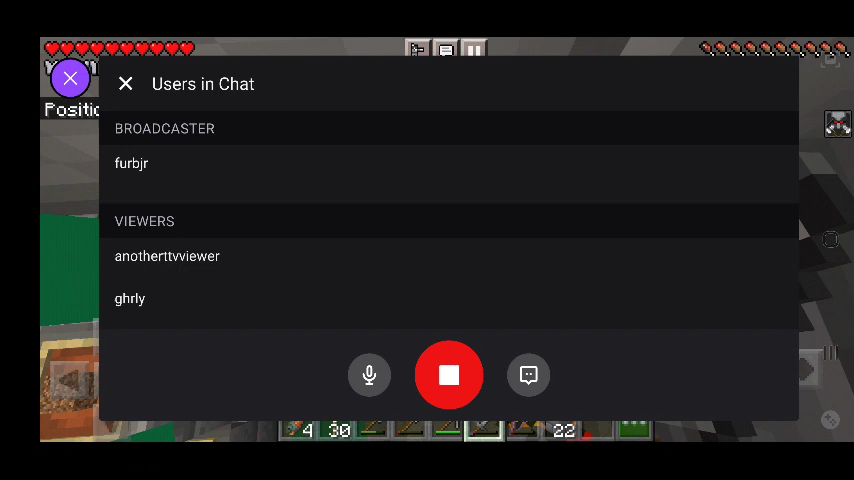 Users in Chat
Positio
BROADCASTER
furbjr
VIEWERS
anotherttvviewer
ghrly
4 30 22